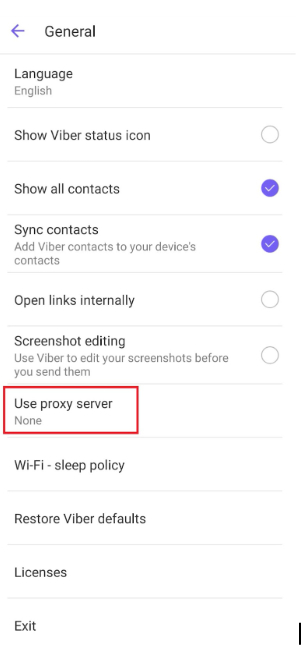 General
Language
English
Show Viber status icon
Show all contacts
Sync contacts
Add Viber contacts to your device's
contacts
Open links internally
Screenshot editing
Use Viber to edit your screenshots before
you send them
Use proxy server
None
Wi-Fi - sleep policy
Restore Viber defaults
Licenses
Exit